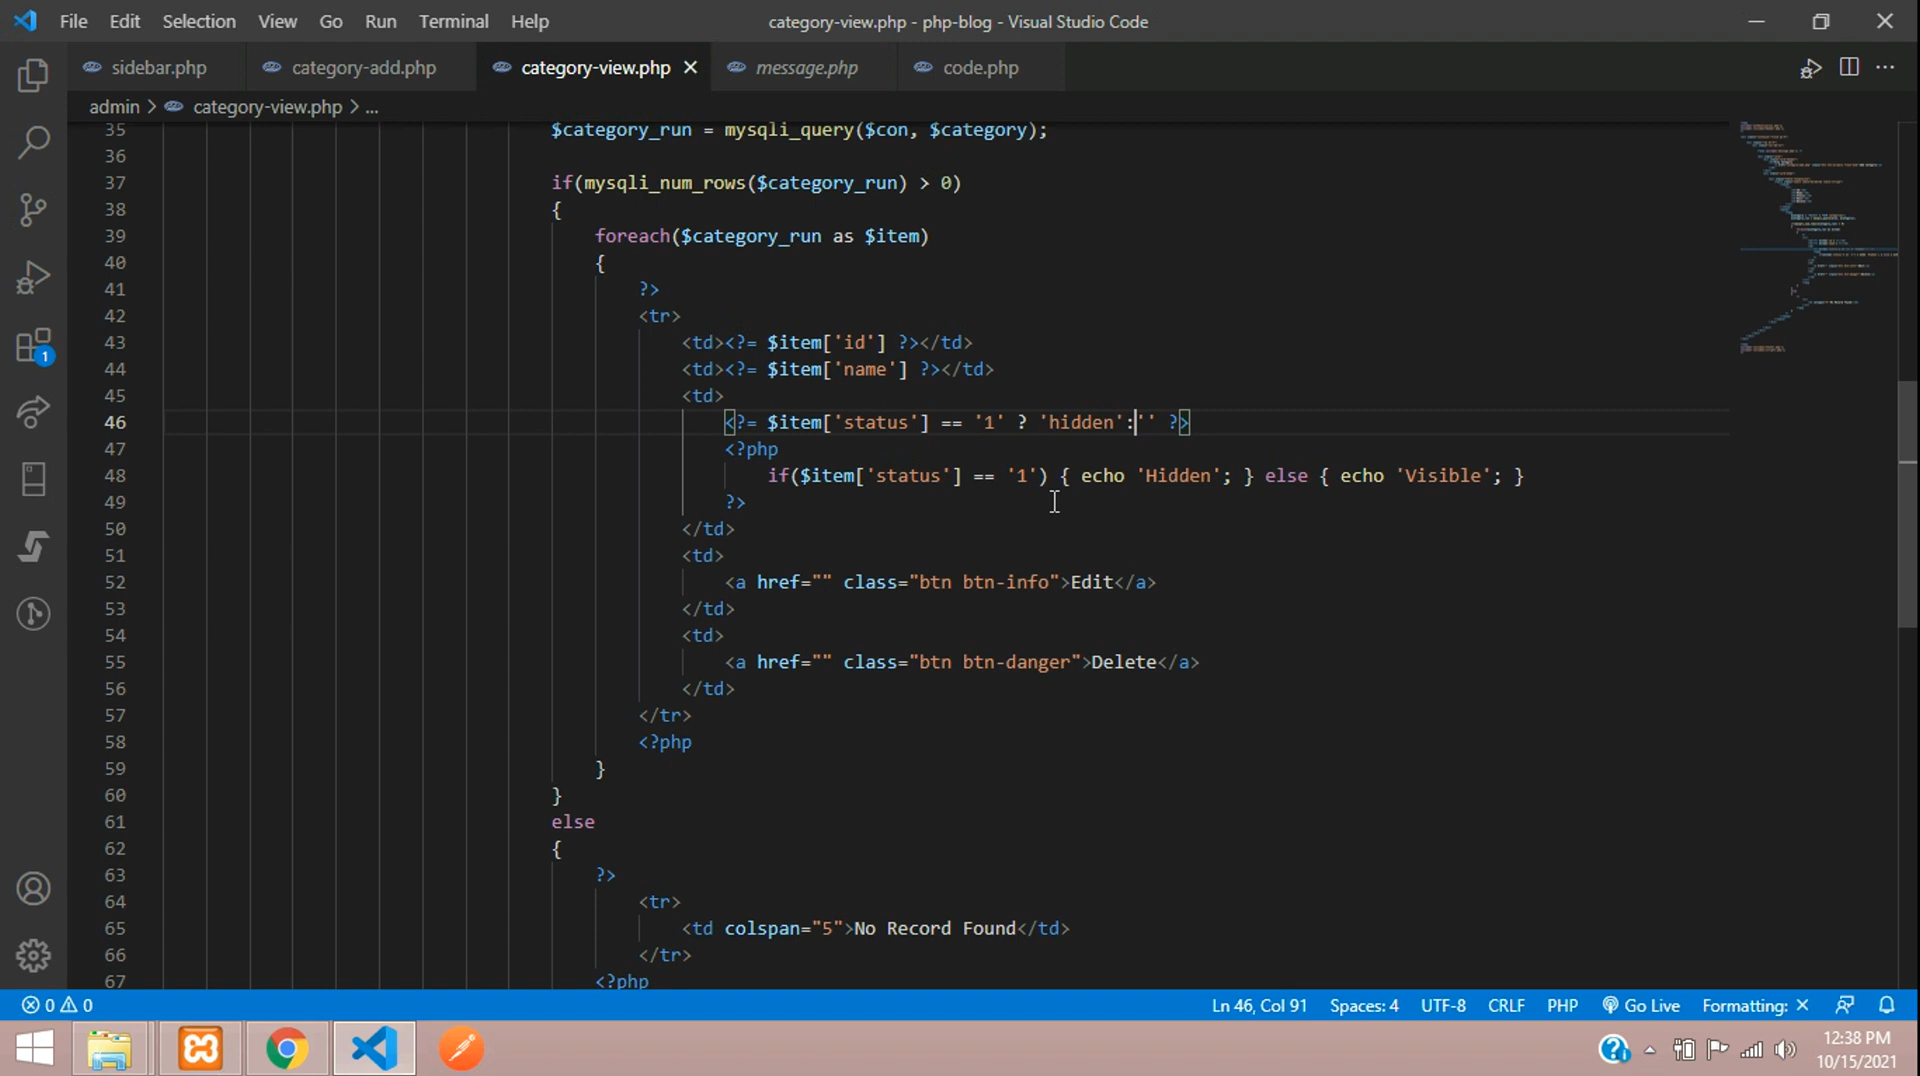 File Edit Selection View Go Run Terminal Help category-view.php - php-blog - Visual Studio Code
sidebar.php category-add.php category-view.php message.php code.php
admin > category-view.php > ...
35 $category_run = mysqli_query($con, $category);
36
37 if(mysqli_num_rows($category_run) > 0)
38 {
39 foreach($category_run as $item)
40 {
41 ?>
42 <tr>
43 <td><?= $item['id'] ?></td>
44 <td><?= $item['name'] ?></td>
45 <td>
46 <?= $item['status'] == '1' ? 'hidden':'' ?>
47 <?php
48 if($item['status'] == '1') { echo 'Hidden'; } else { echo 'Visible'; }
49 ?>
50 </td>
51 <td>
52 <a href="" class="btn btn-info">Edit</a>
53 </td>
54 <td>
55 <a href="" class="btn btn-danger">Delete</a>
56 </td>
57 </tr>
58 <?php
59 }
60 }
61 else
62 {
63 ?>
64 <tr>
65 <td colspan="5">No Record Found</td>
66 </tr>
67 <?php
1
0 0 Ln 46, Col 91 Spaces: 4 UTF-8 CRLF PHP Go Live Formatting: ×
12:38 PM
10/15/2021